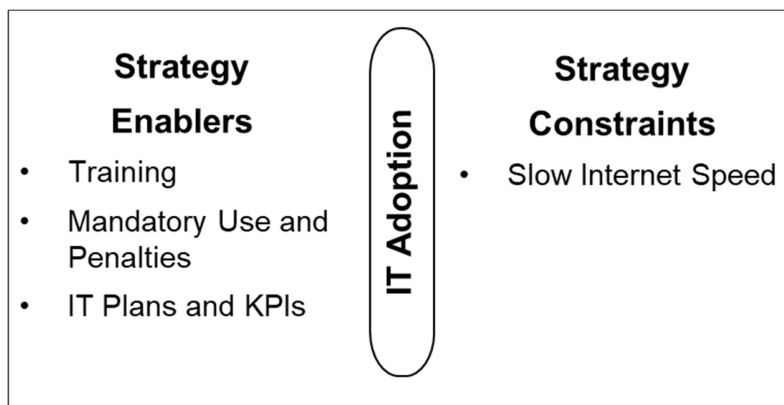 Strategy
Enablers
• Training
• Mandatory Use and
Penalties
• IT Plans and KPIs
IT Adoption
Strategy
Constraints
• Slow Internet Speed